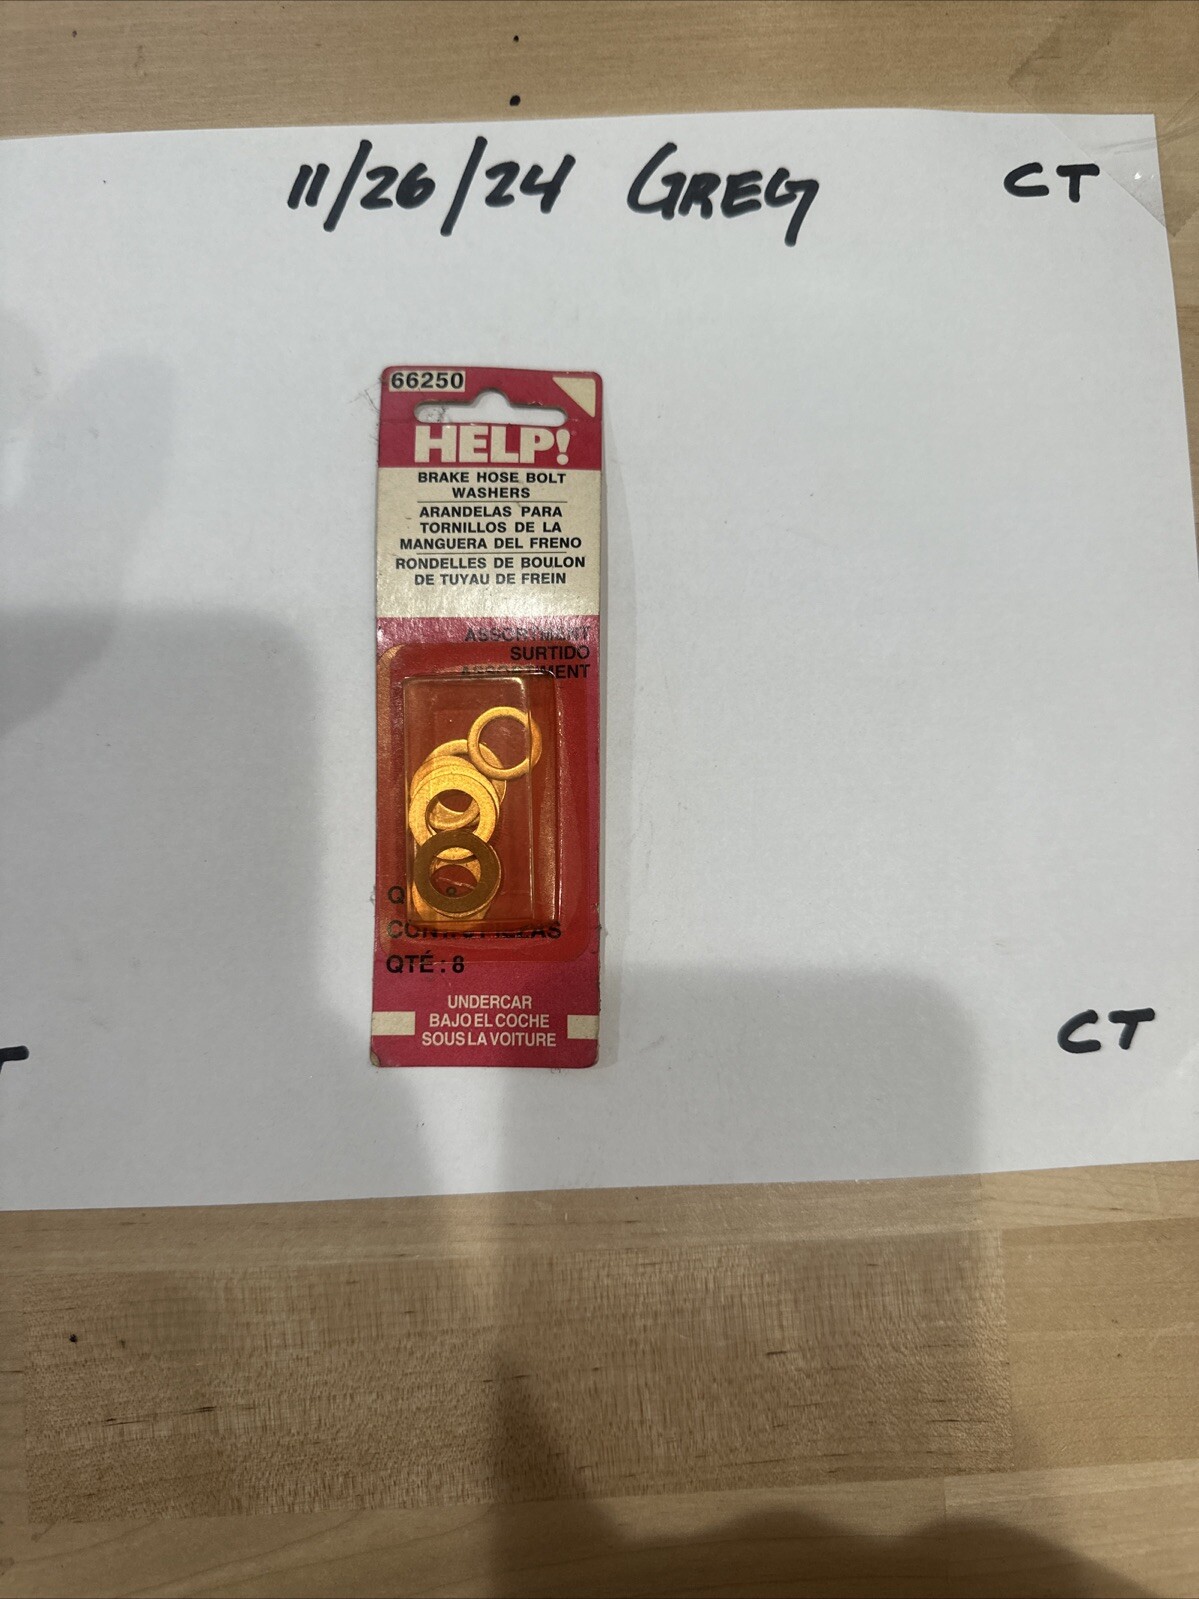 11/26/24 GREG CT
66250
HELP!
BRAKE HOSE BOLT
WASHERS
ARANDELAS PARA
TORNILLOS DE LA
MANGUERA DEL FRENO
RONDELLES DE BOULON
DE TUYAU DE FREIN
SURTIDO
QTÉ : 8
UNDERCAR
BAJO EL COCHE
SOUS LA VOITURE
CT